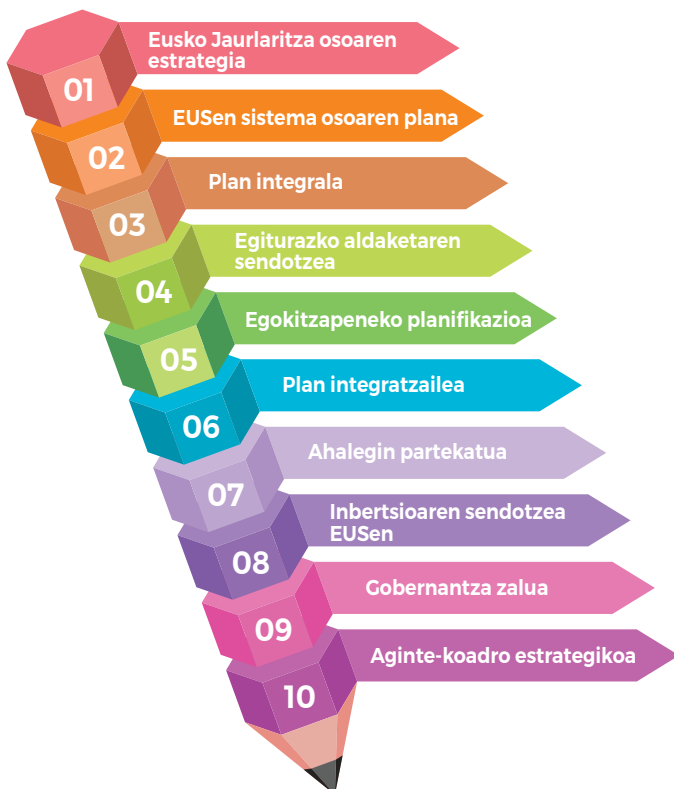 01
Eusko Jaurlaritza osoaren
estrategia
02
EUSen sistema osoaren plana
03
Plan integrala
04
Egiturazko aldaketaren
sendotzea
05
Egokitzapeneko planifikazioa
06
Plan integratzailea
07
Ahalegin partekatua
08
Inbertsioaren sendotzea
EUSen
09
Gobernantza zalua
10
Aginte-koadro estrategikoa